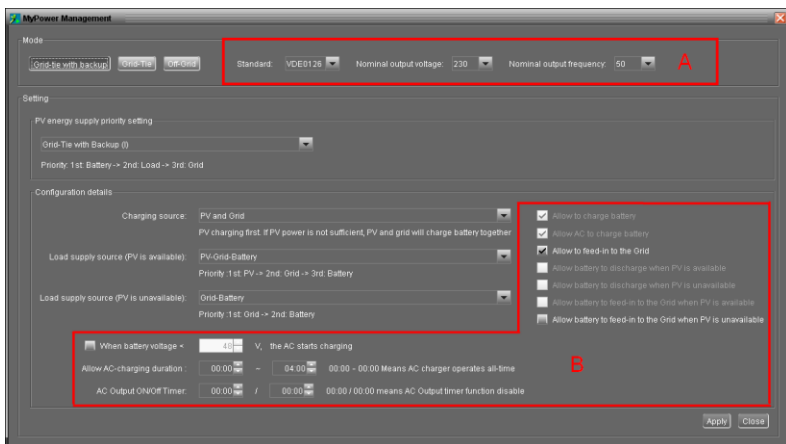 MyPower Management
Mode
Grid-tie with backup Grid-Tie Off-Grid Standard: VDE0126 Nominal output voltage: 230 Nominal output frequency: 50 A
Setting
PV energy supply priority setting
Grid-Tie with Backup (I)
Priority: 1st: Battery-> 2nd: Load-> 3rd: Grid
Configuration details
Charging source: PV and Grid
PV charging first. If PV power is not sufficient, PV and grid will charge battery together
Load supply source (PV is available): PV-Grid-Battery
Priority :1st: PV-> 2nd: Grid-> 3rd: Battery
Load supply source (PV is unavailable): Grid-Battery
Priority :1st: Grid-> 2nd: Battery
Allow to charge battery
Allow AC to charge battery
Allow to feed-in to the Grid
Allow battery to discharge when PV is available
Allow battery to discharge when PV is unavailable
Allow battery to feed-in to the Grid when PV is available
Allow battery to feed-in to the Grid when PV is unavailable
When battery voltage < 48 V, the AC starts charging
Allow AC-charging duration : 00:00 – 04:00 00:00 - 00:00 Means AC charger operates all-time
AC Output ON/Off Timer: 00:00 / 00:00 00:00 / 00:00 means AC Output timer function disable
B
Apply Close